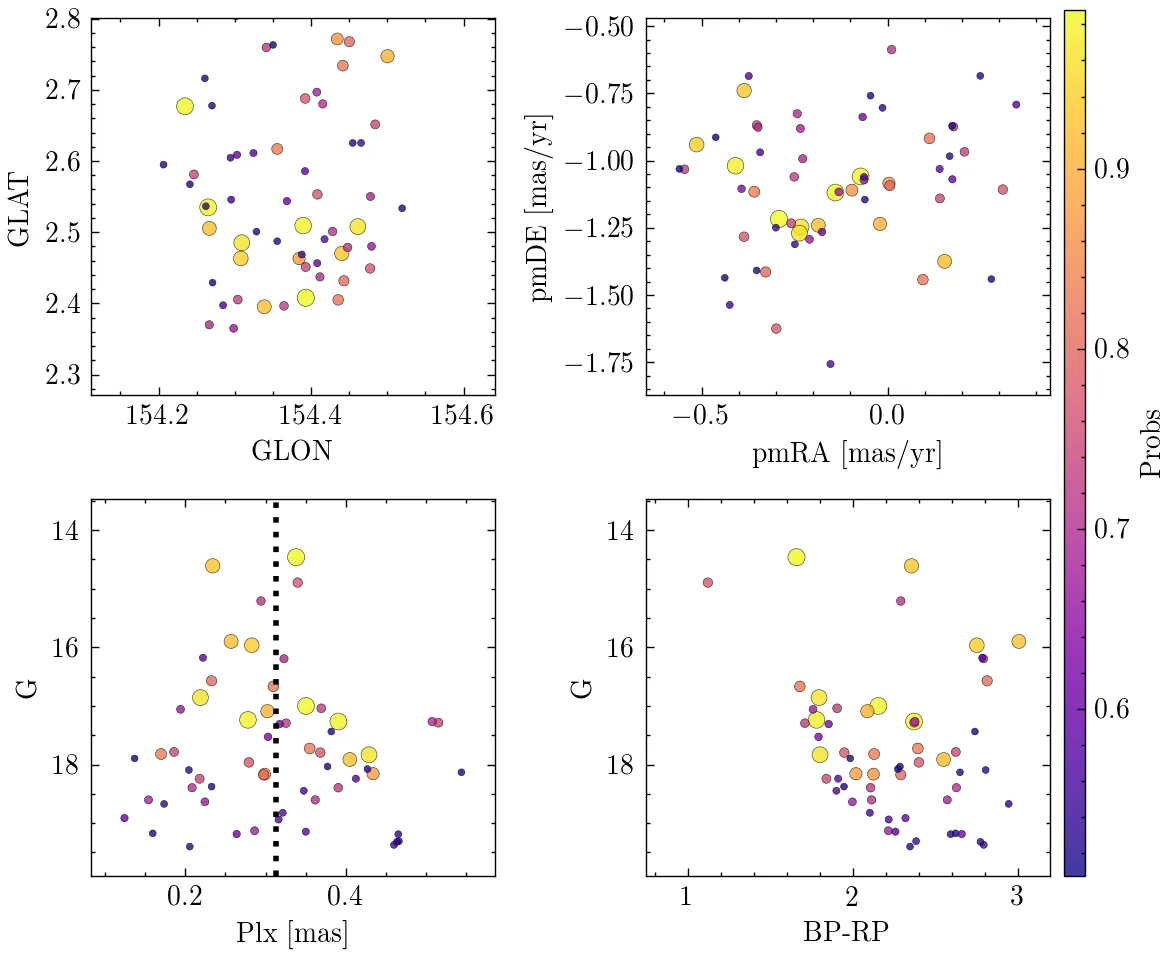 2.8
2.7
2.6
2.5
2.4
2.3
GLAT
154.2 154.4 154.6
GLON
−0.50
−0.75
−1.00
−1.25
−1.50
−1.75
pmDE [mas/yr]
−0.5 0.0
pmRA [mas/yr]
14
16
18
G
0.2 0.4
Plx [mas]
14
16
18
G
1 2 3
BP-RP
0.9
0.8
0.7
0.6
Probs